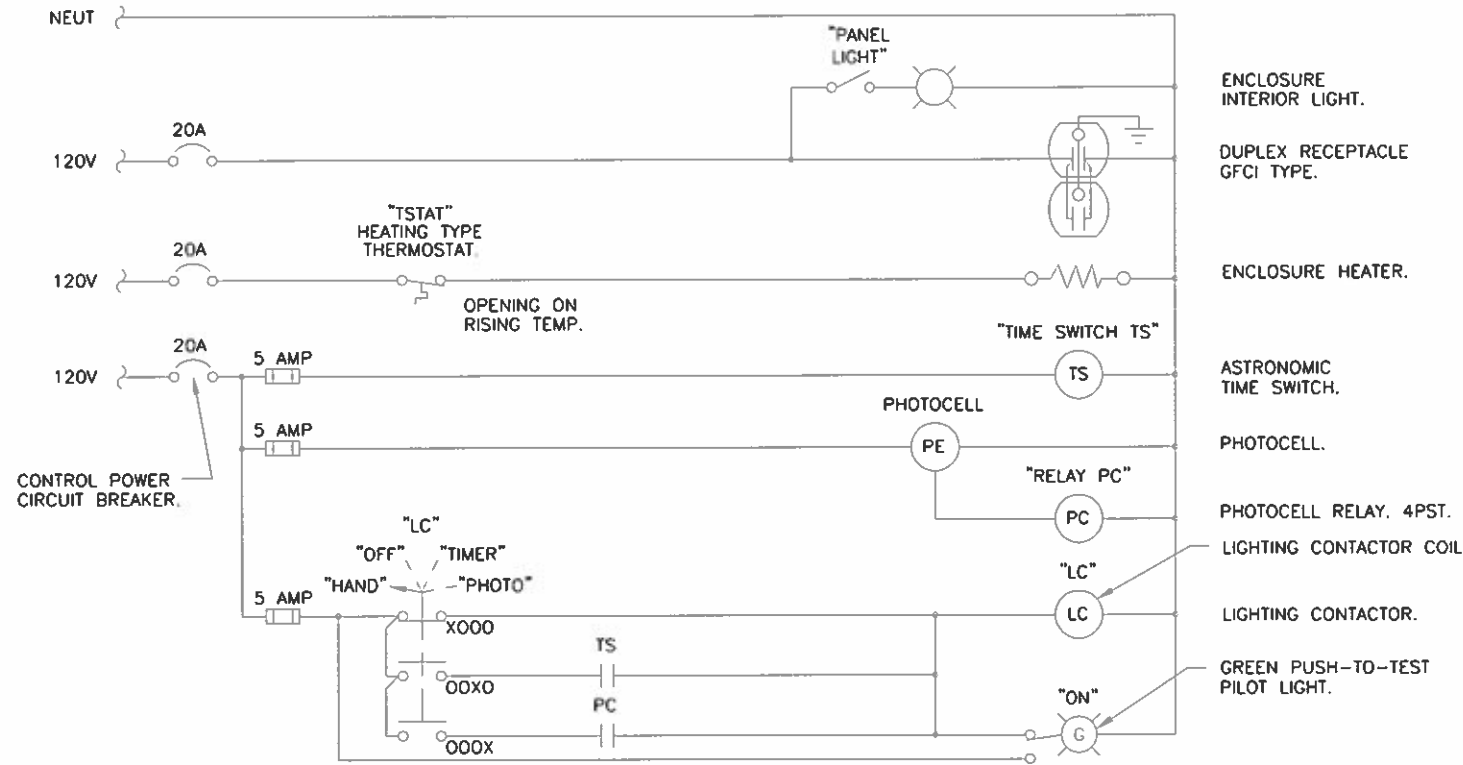 NEUT
"PANEL
LIGHT"
ENCLOSURE
INTERIOR LIGHT.
20A
120V
DUPLEX RECEPTACLE
GFCI TYPE.
"TSTAT"
HEATING TYPE
THERMOSTAT.
20A
120V
ENCLOSURE HEATER.
OPENING ON
RISING TEMP.
"TIME SWITCH TS"
20A
5 AMP
120V
TS
ASTRONOMIC
TIME SWITCH.
PHOTOCELL
5 AMP
PE
PHOTOCELL.
CONTROL POWER
CIRCUIT BREAKER.
"RELAY PC"
PC
PHOTOCELL RELAY. 4PST.
"LC"
"OFF" "TIMER"
"HAND" "PHOTO"
LIGHTING CONTACTOR COIL
"LC"
5 AMP
LC
LIGHTING CONTACTOR.
XOOO
TS
OOXO
GREEN PUSH-TO-TEST
PILOT LIGHT.
"ON"
PC
G
OOOX